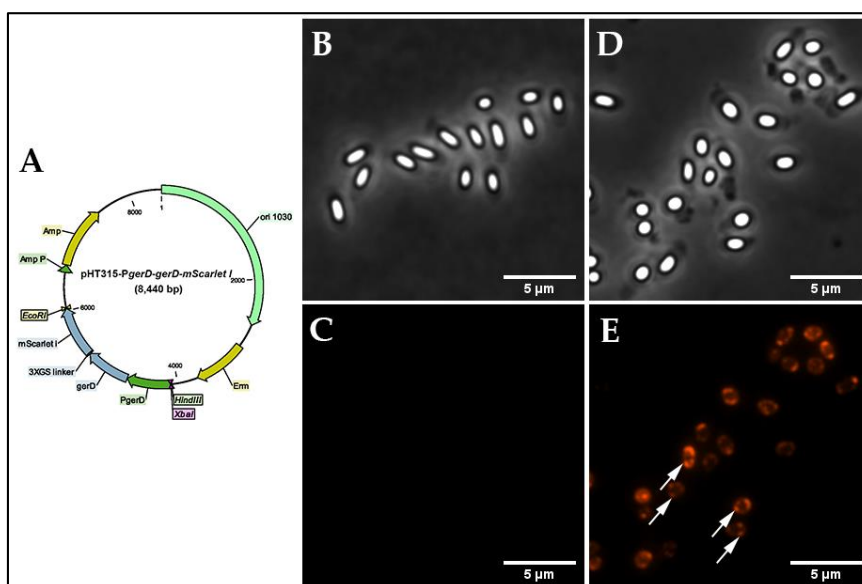 A
8000
1
ori 1030
Amp
Amp P
pHT315-PgerD-gerD-mScarlet I
(8,440 bp)
2000
EcoRI
6000
mScarlet I
3XGS linker
gerD
PgerD
4000
HindIII
XbaI
Erm
B
5 µm
C
5 µm
D
5 µm
E
5 µm